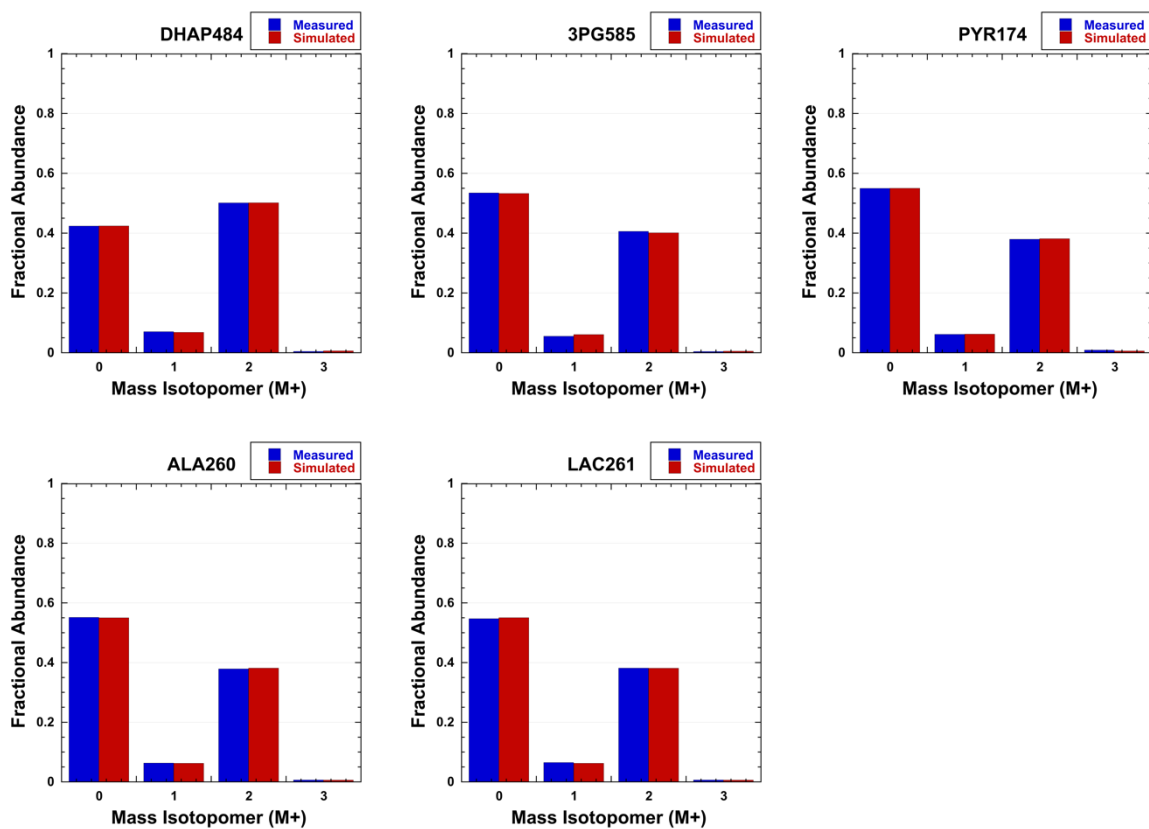 DHAP484
Measured
Simulated
Fractional Abundance
1
0.8
0.6
0.4
0.2
0
0 1 2 3
Mass Isotopomer (M+)
3PG585
Measured
Simulated
Fractional Abundance
1
0.8
0.6
0.4
0.2
0
0 1 2 3
Mass Isotopomer (M+)
PYR174
Measured
Simulated
Fractional Abundance
1
0.8
0.6
0.4
0.2
0
0 1 2 3
Mass Isotopomer (M+)
ALA260
Measured
Simulated
Fractional Abundance
1
0.8
0.6
0.4
0.2
0
0 1 2 3
Mass Isotopomer (M+)
LAC261
Measured
Simulated
Fractional Abundance
1
0.8
0.6
0.4
0.2
0
0 1 2 3
Mass Isotopomer (M+)